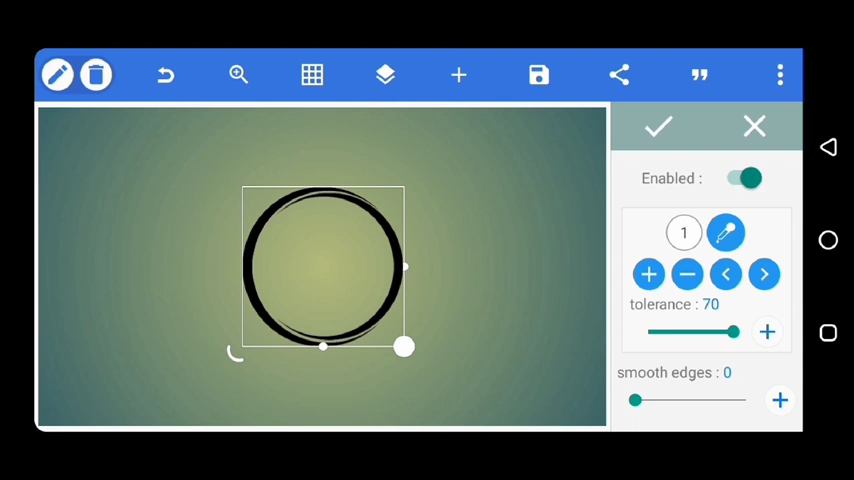 Enabled :
1
tolerance : 70
smooth edges : 0